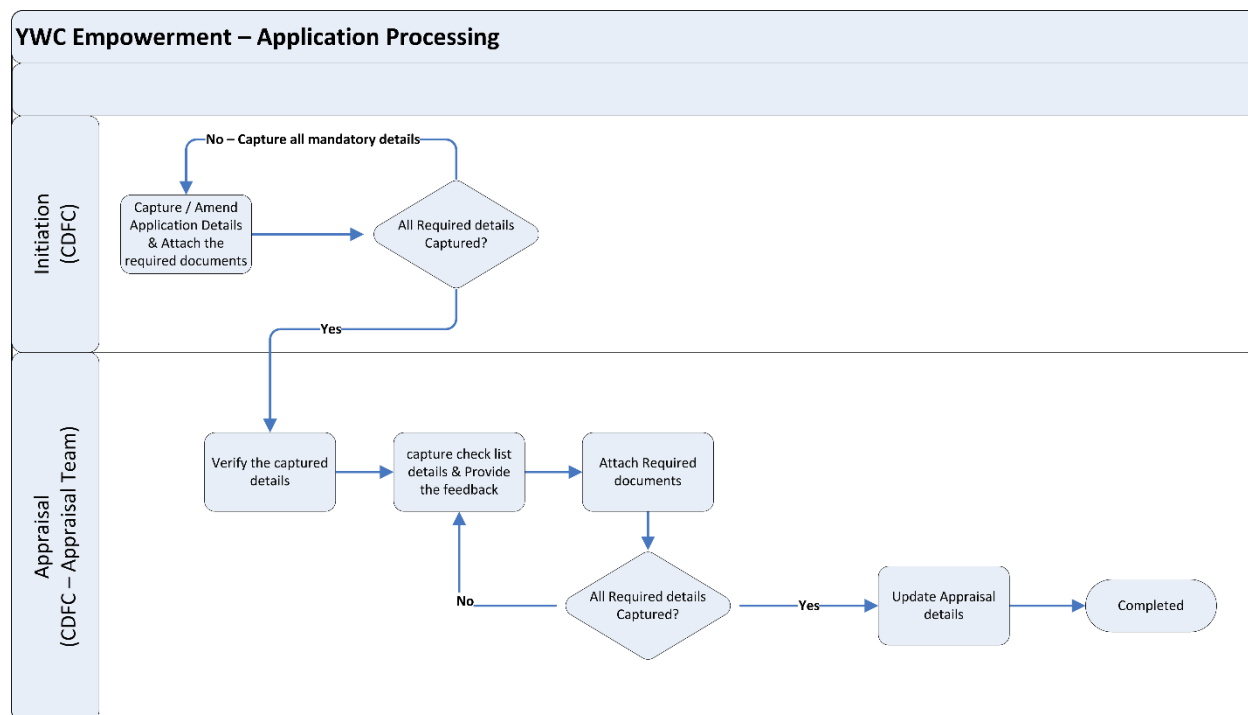 YWC Empowerment – Application Processing
Initiation
(CDFC)
No – Capture all mandatory details
Capture / Amend
Application Details
& Attach the
required documents
All Required details
Captured?
Yes
Appraisal
(CDFC – Appraisal Team)
Verify the captured
details
capture check list
details & Provide
the feedback
Attach Required
documents
No
All Required details
Captured?
Yes
Update Appraisal
details
Completed